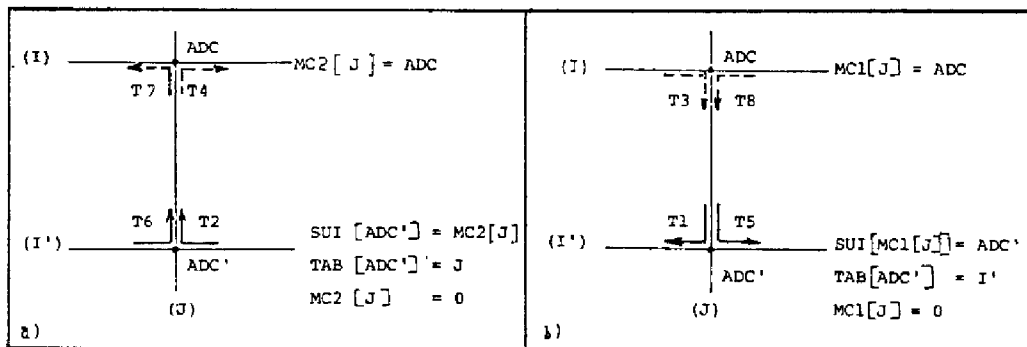 ADC
(I)
MC2[ J ] = ADC
T7
T4
T6
T2
(I')
SUI [ADC'] = MC2[J]
ADC'
TAB [ADC'] = J
(J)
MC2 [J] = 0
a)
ADC
(I)
MC1[J] = ADC
T3
T8
T1
T5
(I')
SUI[MC1[J]] = ADC'
ADC'
TAB[ADC'] = I'
(J)
MC1[J] = 0
b)